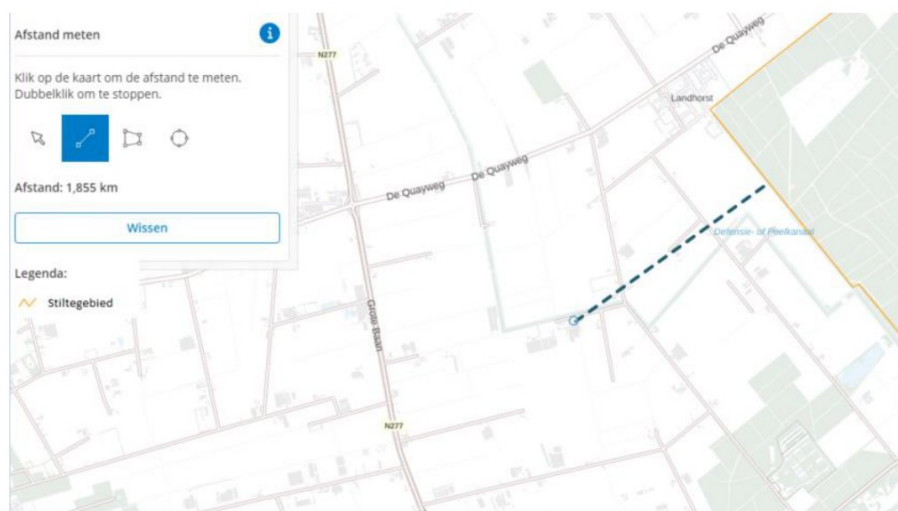 Afstand meten
Klik op de kaart om de afstand te meten.
Dubbelklik om te stoppen.
Afstand: 1,855 km
Wissen
Legenda:
Stiltegebied
N277
De Quayweg
Landhorst
De Quayweg
De Quayweg
Defensie- of Peelkanaal
Grote Baan
N277